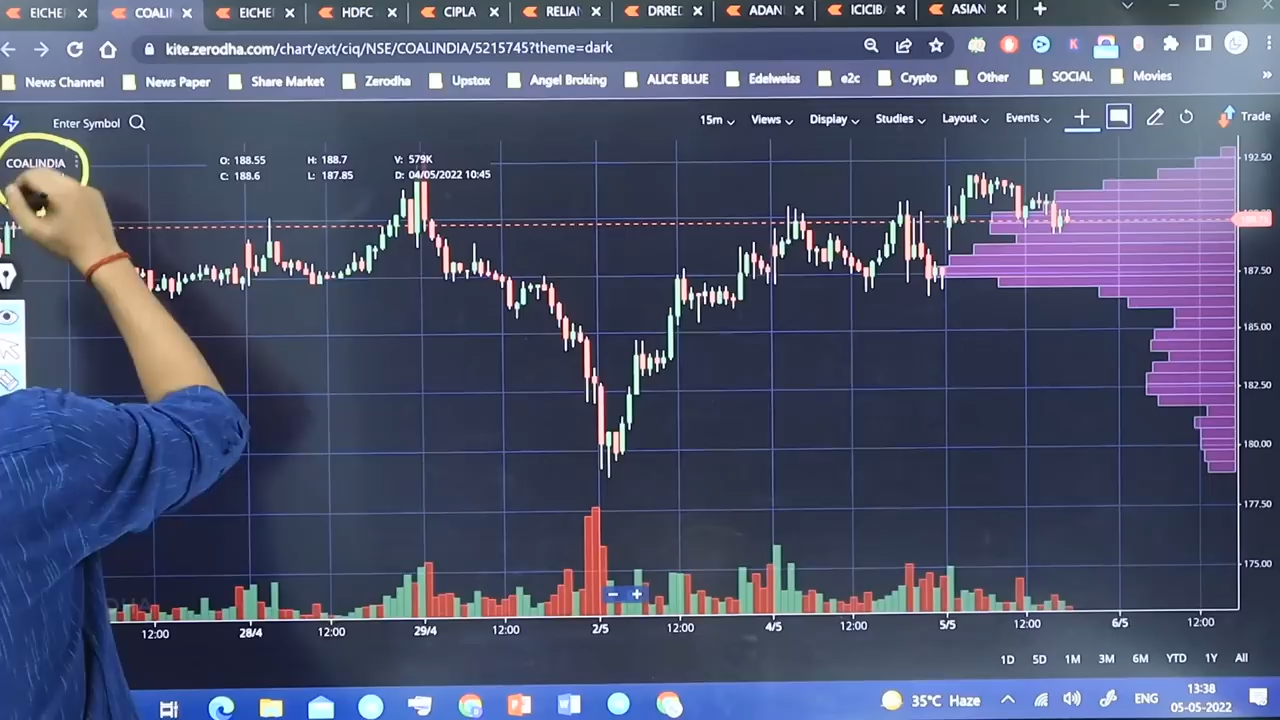 EICHE
COALI
EICHE
HDFC
CIPLA
RELIAN
DRRED
ADAN
ICICIB
ASIAN
kite.zerodha.com/chart/ext/ciq/NSE/COALINDIA/5215745?theme=dark
News Channel News Paper Share Market Zerodha Upstox Angel Broking ALICE BLUE Edelweiss e2c Crypto Other SOCIAL Movies
Enter Symbol 15m Views Display Studies Layout Events Trade
COALINDIA
O: 188.55 H: 188.7 V: 579K
C: 188.6 L: 187.85 D: 04/05/2022 10:45
192.50
187.50
185.00
182.50
180.00
177.50
175.00
12:00 28/4 12:00 29/4 12:00 2/5 12:00 4/5 12:00 5/5 12:00 6/5 12:00
1D 5D 1M 3M 6M YTD 1Y All
35°C Haze ENG 13:38
05-05-2022